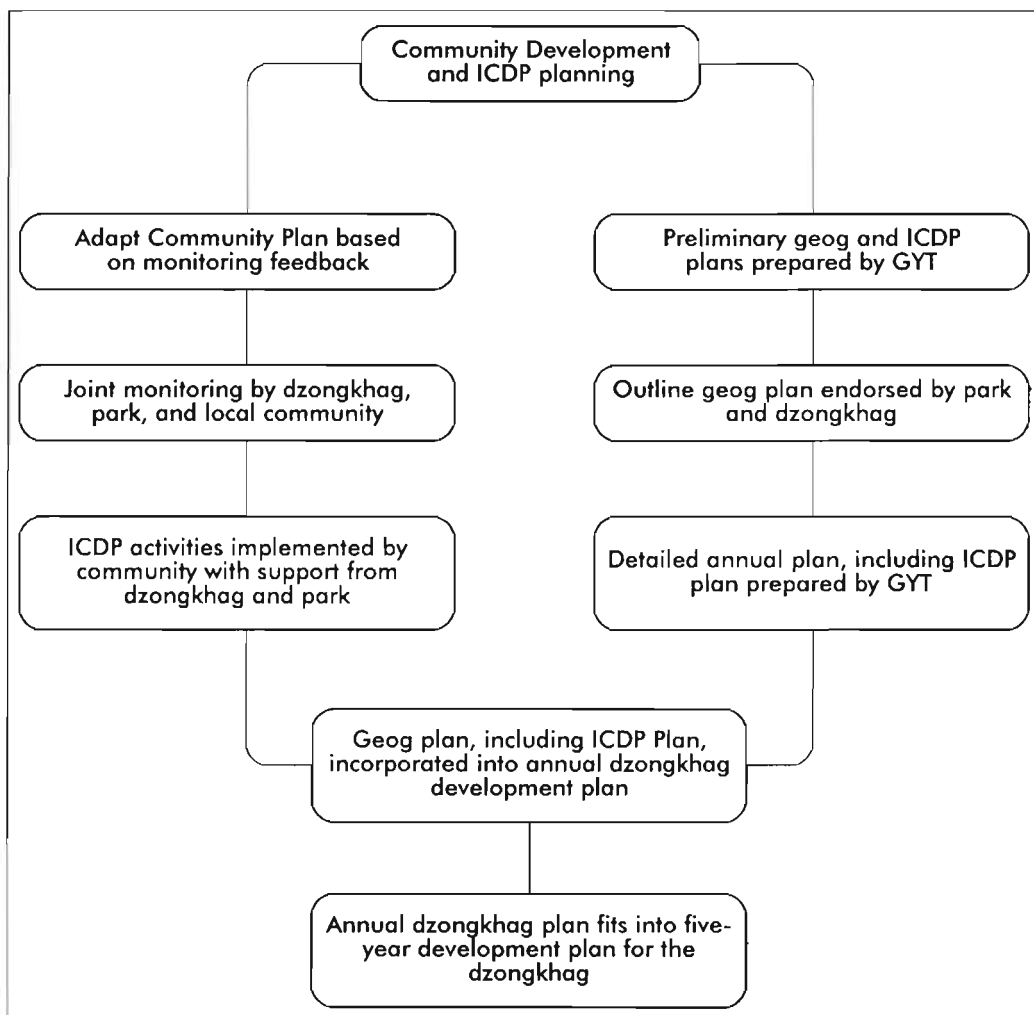 Community Development
and ICDP planning
Adapt Community Plan based
on monitoring feedback
Preliminary geog and ICDP
plans prepared by GYT
Joint monitoring by dzongkhag,
park, and local community
Outline geog plan endorsed by park
and dzongkhag
ICDP activities implemented by
community with support from
dzongkhag and park
Detailed annual plan, including ICDP
plan prepared by GYT
Geog plan, including ICDP Plan,
incorporated into annual dzongkhag
development plan
Annual dzongkhag plan fits into five-
year development plan for the
dzongkhag